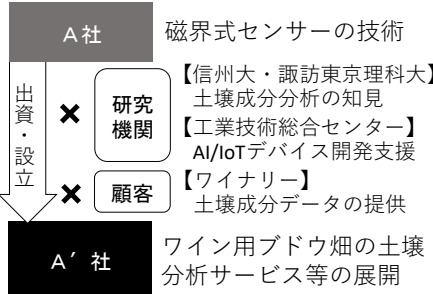 A社
磁界式センサーの技術
出資・設立
×
研究
機関
【信州大・諏訪東京理科大】
土壌成分分析の知見
【工業技術総合センター】
AI/IoTデバイス開発支援
×
顧客
【ワイナリー】
土壌成分データの提供
A′社
ワイン用ブドウ畑の土壌
分析サービス等の展開